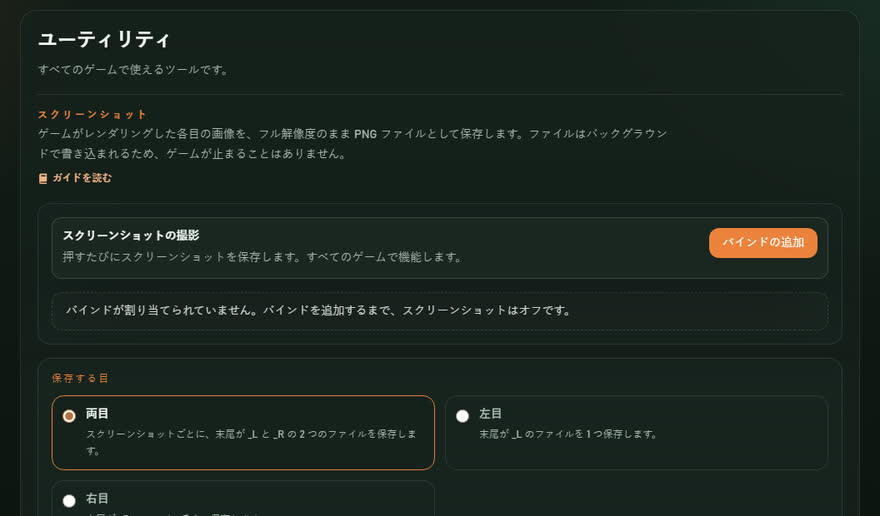 ユーティリティ
すべてのゲームで使えるツールです。
スクリーンショット
ゲームがレンダリングした各目の画像を、フル解像度のまま PNG ファイルとして保存します。ファイルはバックグラウン
ドで書き込まれるため、ゲームが止まることはありません。
ガイドを読む
スクリーンショットの撮影
押すたびにスクリーンショットを保存します。すべてのゲームで機能します。
バインドの追加
バインドが割り当てられていません。バインドを追加するまで、スクリーンショットはオフです。
保存する目
両目
スクリーンショットごとに、末尾が _L と _R の 2 つのファイルを保存しま
す。
左目
末尾が _L のファイルを 1 つ保存します。
右目